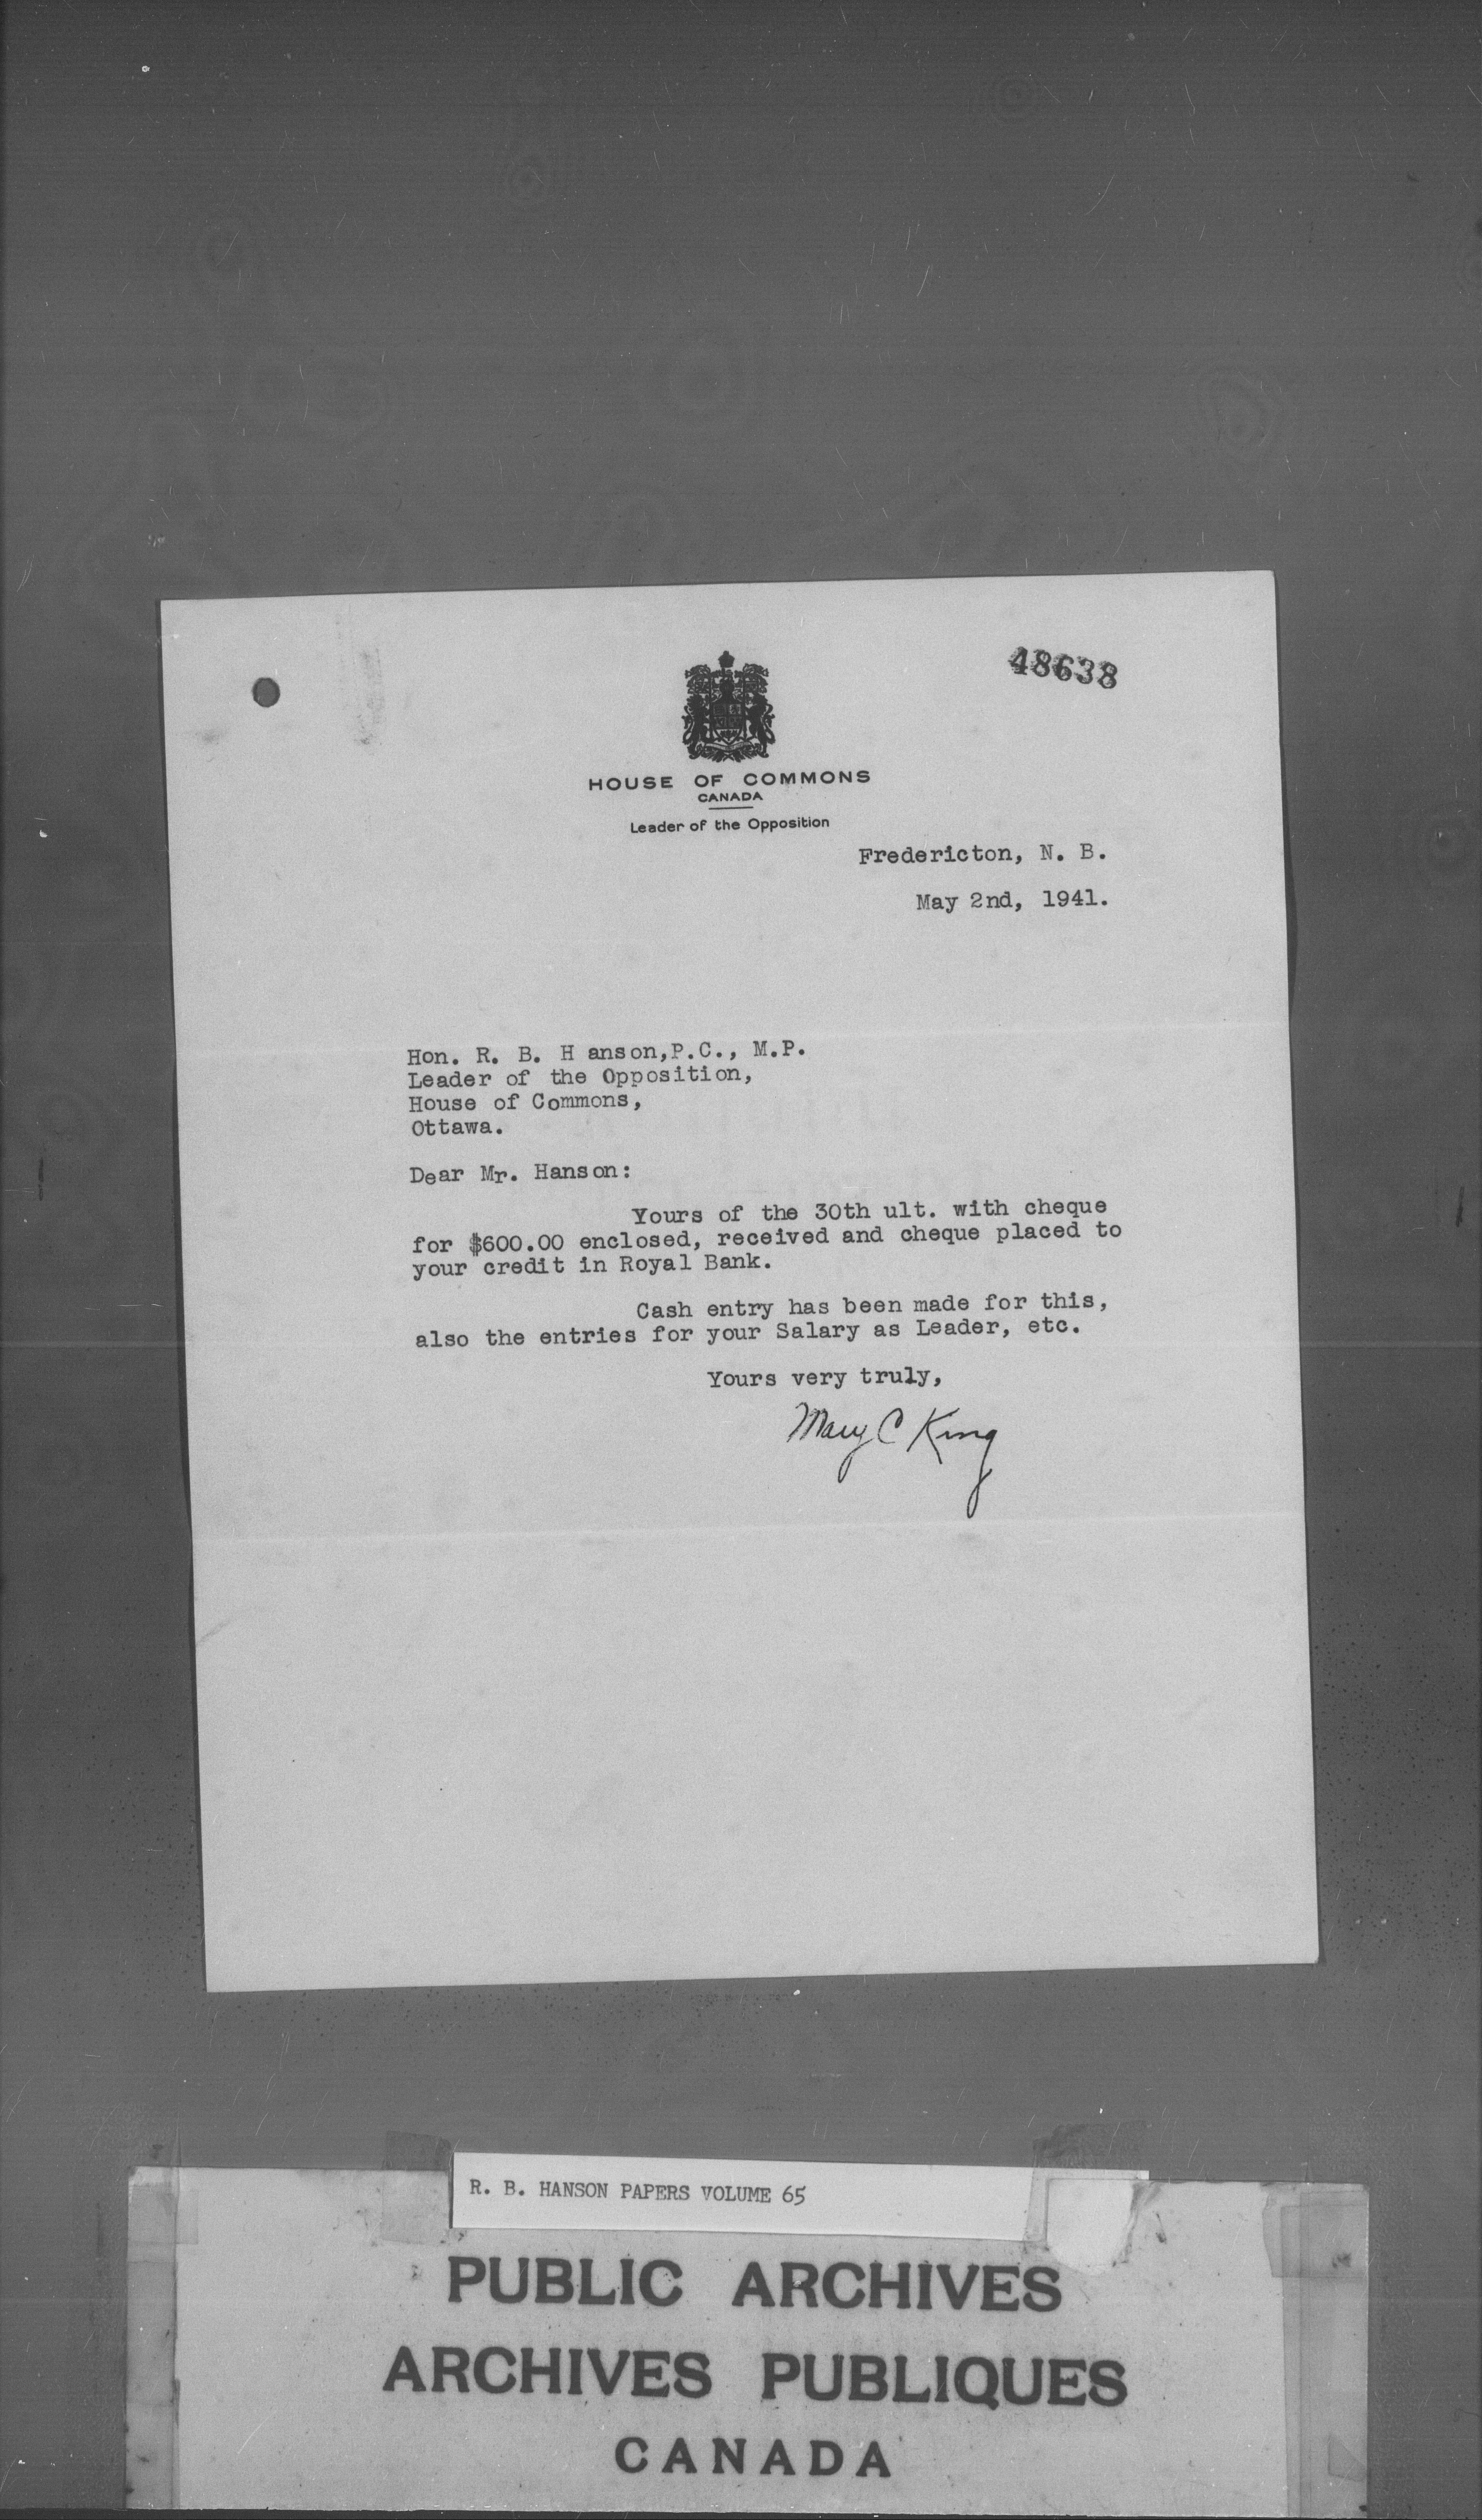 48638
HOUSE OF COMMONS
CANADA
Leader of the Opposition
Fredericton, N. B.
May 2nd, 1941.
Hon. R. B. H anson,P.C., M.P.
Leader of the Opposition,
House of Commons,
Ottawa.
Dear Mr. Hanson:
Yours of the 30th ult. with cheque
for $600.00 enclosed, received and cheque placed to
your credit in Royal Bank.
Cash entry has been made for this,
also the entries for your Salary as Leader, etc.
Yours very truly,
Mary C King
R. B. HANSON PAPERS VOLUME 65
PUBLIC ARCHIVES
ARCHIVES PUBLIQUES
CANADA